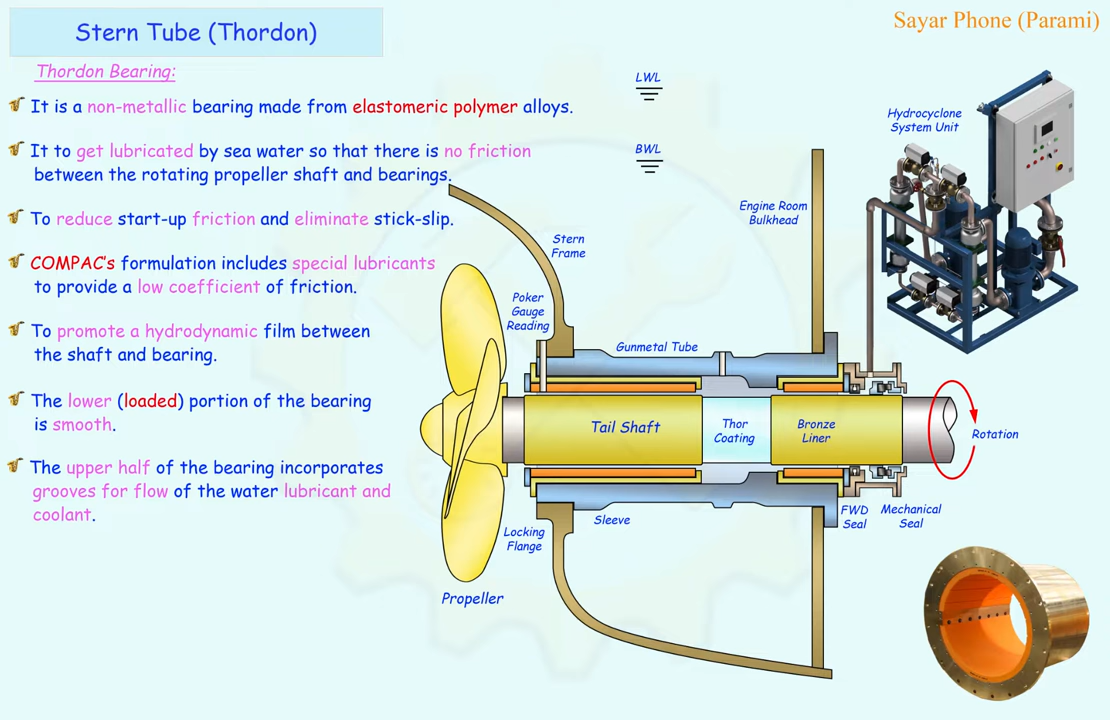 Stern Tube (Thordon)
Sayar Phone (Parami)
Thordon Bearing:
It is a non-metallic bearing made from elastomeric polymer alloys.
It to get lubricated by sea water so that there is no friction
between the rotating propeller shaft and bearings.
To reduce start-up friction and eliminate stick-slip.
COMPAC's formulation includes special lubricants
to provide a low coefficient of friction.
To promote a hydrodynamic film between
the shaft and bearing.
The lower (loaded) portion of the bearing
is smooth.
The upper half of the bearing incorporates
grooves for flow of the water lubricant and
coolant.
LWL
BWL
Hydrocyclone
System Unit
Engine Room
Bulkhead
Stern
Frame
Poker
Gauge
Reading
Gunmetal Tube
Tail Shaft
Thor
Coating
Bronze
Liner
Rotation
Sleeve
Locking
Flange
FWD
Seal
Mechanical
Seal
Propeller